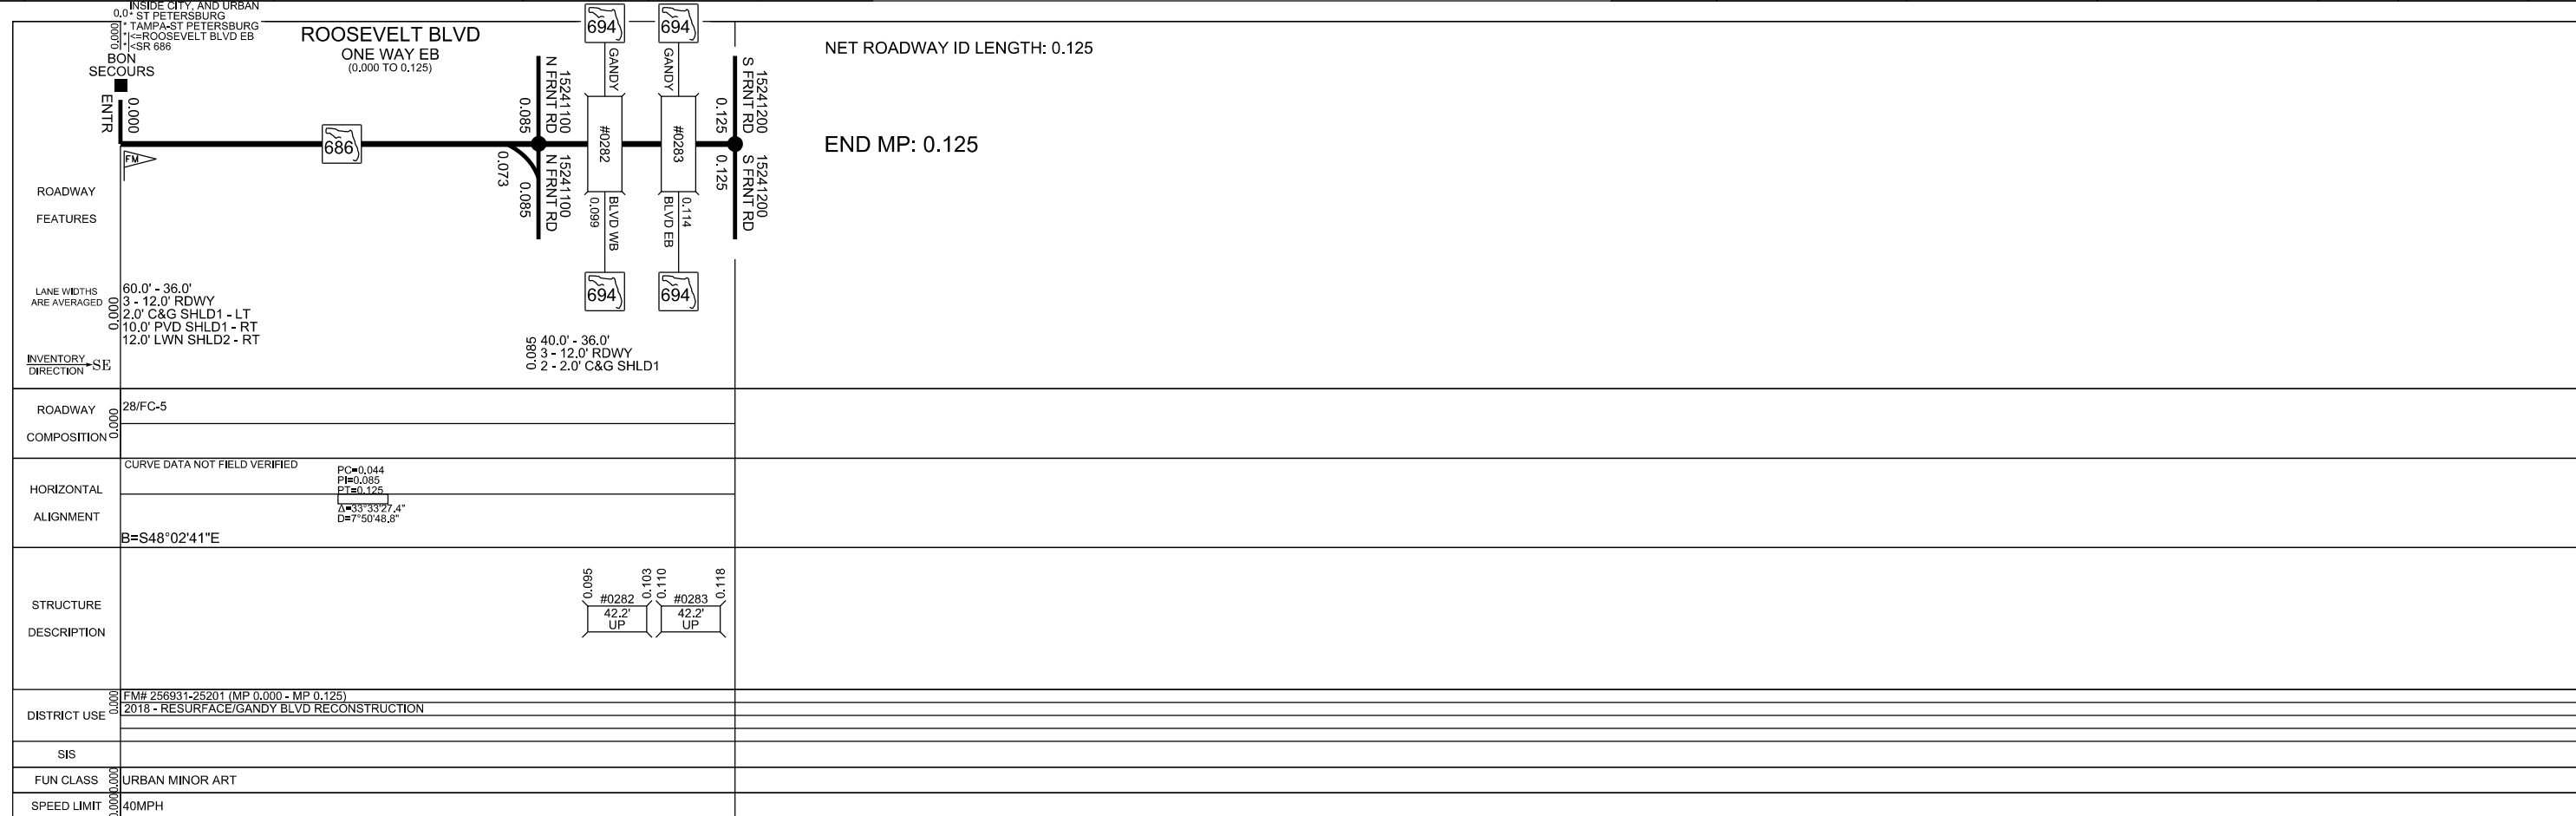 INSIDE CITY, AND URBAN
0.0* ST PETERSBURG
* TAMPA-ST PETERSBURG
*|<=ROOSEVELT BLVD EB
*|<SR 686
0.000
BON
SECOURS
ENTR
0.000
ROOSEVELT BLVD
ONE WAY EB
(0.000 TO 0.125)
NET ROADWAY ID LENGTH: 0.125
END MP: 0.125
694
694
GANDY
GANDY
15241100
N FRNT RD
0.085
15241200
S FRNT RD
0.125
686
FM
#0282
#0283
0.073
0.085
15241100
N FRNT RD
BLVD WB
0.099
0.114
BLVD EB
0.125
15241200
S FRNT RD
694
694
ROADWAY
FEATURES
LANE WIDTHS
ARE AVERAGED
0.000
60.0' - 36.0'
3 - 12.0' RDWY
2.0' C&G SHLD1 - LT
10.0' PVD SHLD1 - RT
12.0' LWN SHLD2 - RT
0.085
40.0' - 36.0'
3 - 12.0' RDWY
2 - 2.0' C&G SHLD1
INVENTORY
DIRECTION
SE
ROADWAY
COMPOSITION
0.000
28/FC-5
HORIZONTAL
ALIGNMENT
CURVE DATA NOT FIELD VERIFIED
PC=0.044
PI=0.085
PT=0.125
Δ=33°33'27.4"
D=7°50'48.8"
B=S48°02'41"E
STRUCTURE
DESCRIPTION
0.095
0.103
0.110
0.118
#0282
42.2'
UP
#0283
42.2'
UP
DISTRICT USE
0.000
FM# 256931-25201 (MP 0.000 - MP 0.125)
2018 - RESURFACE/GANDY BLVD RECONSTRUCTION
SIS
FUN CLASS
0.000
URBAN MINOR ART
SPEED LIMIT
0.000
40MPH